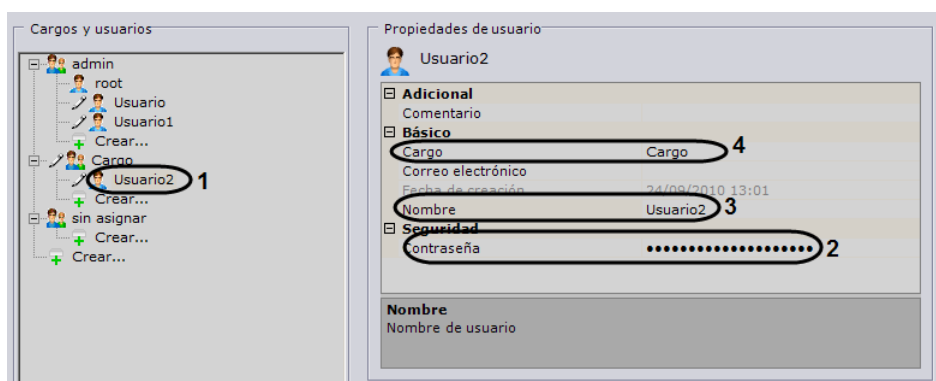 Cargos y usuarios
admin
root
Usuario
Usuario1
Crear...
Cargo
Usuario2 1
Crear...
sin asignar
Crear...
Crear...
Propiedades de usuario
Usuario2
Adicional
Comentario
Básico
Cargo Cargo 4
Correo electrónico
Fecha de creación 24/09/2010 13:01
Nombre Usuario2 3
Seguridad
Contraseña •••••••••••••••••••• 2
Nombre
Nombre de usuario